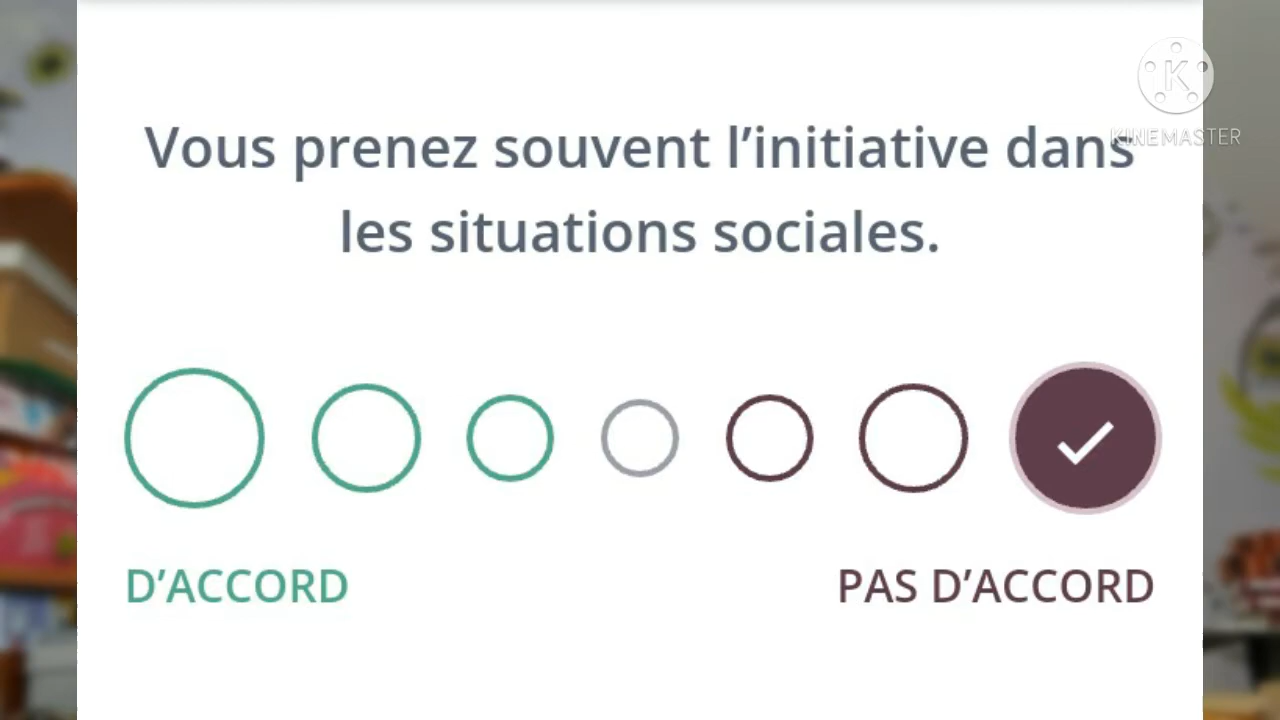 Vous prenez souvent l’initiative dans
les situations sociales.
D’ACCORD
PAS D’ACCORD
K
KINEMASTER